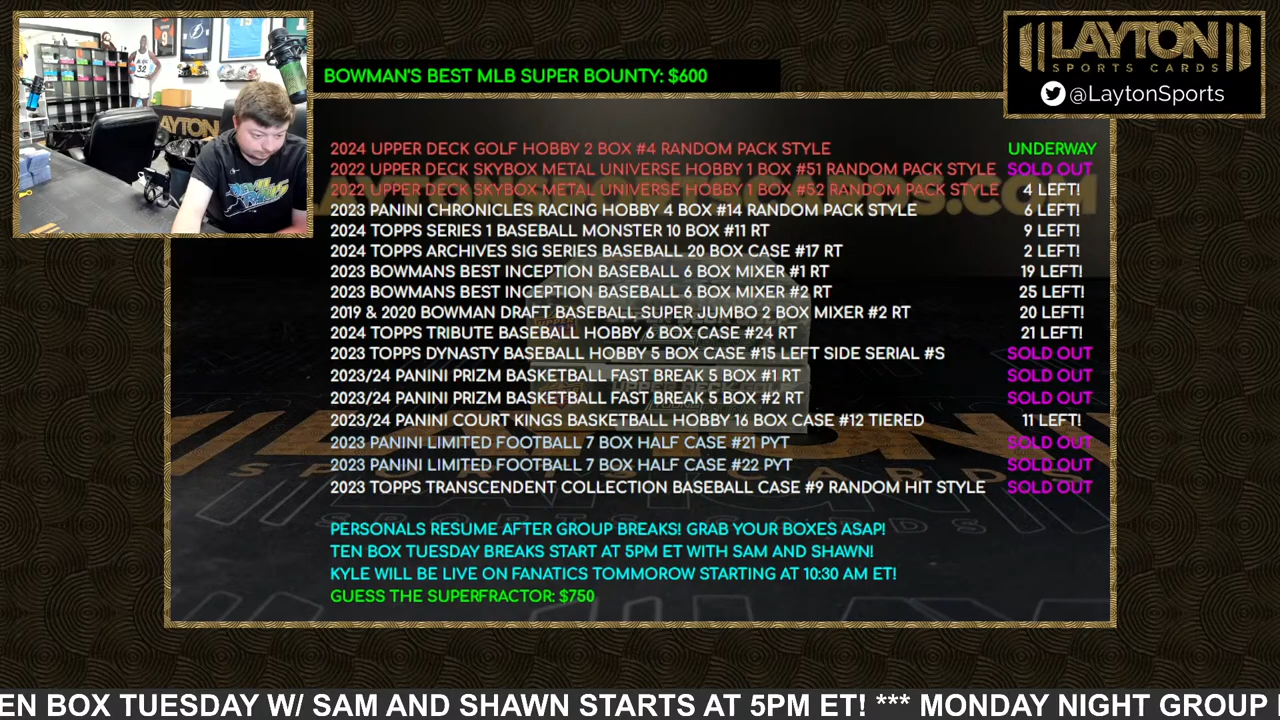 LAYTON
SPORTS CARDS
@LaytonSports
BOWMAN'S BEST MLB SUPER BOUNTY: $600
2024 UPPER DECK GOLF HOBBY 2 BOX #4 RANDOM PACK STYLE UNDERWAY
2022 UPPER DECK SKYBOX METAL UNIVERSE HOBBY 1 BOX #51 RANDOM PACK STYLE SOLD OUT
2022 UPPER DECK SKYBOX METAL UNIVERSE HOBBY 1 BOX #52 RANDOM PACK STYLE 4 LEFT!
2023 PANINI CHRONICLES RACING HOBBY 4 BOX #14 RANDOM PACK STYLE 6 LEFT!
2024 TOPPS SERIES 1 BASEBALL MONSTER 10 BOX #11 RT 9 LEFT!
2024 TOPPS ARCHIVES SIG SERIES BASEBALL 20 BOX CASE #17 RT 2 LEFT!
2023 BOWMANS BEST INCEPTION BASEBALL 6 BOX MIXER #1 RT 19 LEFT!
2023 BOWMANS BEST INCEPTION BASEBALL 6 BOX MIXER #2 RT 25 LEFT!
2019 & 2020 BOWMAN DRAFT BASEBALL SUPER JUMBO 2 BOX MIXER #2 RT 20 LEFT!
2024 TOPPS TRIBUTE BASEBALL HOBBY 6 BOX CASE #24 RT 21 LEFT!
2023 TOPPS DYNASTY BASEBALL HOBBY 5 BOX CASE #15 LEFT SIDE SERIAL #S SOLD OUT
2023/24 PANINI PRIZM BASKETBALL FAST BREAK 5 BOX #1 RT SOLD OUT
2023/24 PANINI PRIZM BASKETBALL FAST BREAK 5 BOX #2 RT SOLD OUT
2023/24 PANINI COURT KINGS BASKETBALL HOBBY 16 BOX CASE #12 TIERED 11 LEFT!
2023 PANINI LIMITED FOOTBALL 7 BOX HALF CASE #21 PYT SOLD OUT
2023 PANINI LIMITED FOOTBALL 7 BOX HALF CASE #22 PYT SOLD OUT
2023 TOPPS TRANSCENDENT COLLECTION BASEBALL CASE #9 RANDOM HIT STYLE SOLD OUT
PERSONALS RESUME AFTER GROUP BREAKS! GRAB YOUR BOXES ASAP!
TEN BOX TUESDAY BREAKS START AT 5PM ET WITH SAM AND SHAWN!
KYLE WILL BE LIVE ON FANATICS TOMMOROW STARTING AT 10:30 AM ET!
GUESS THE SUPERFRACTOR: $750
EN BOX TUESDAY W/ SAM AND SHAWN STARTS AT 5PM ET! *** MONDAY NIGHT GROUP